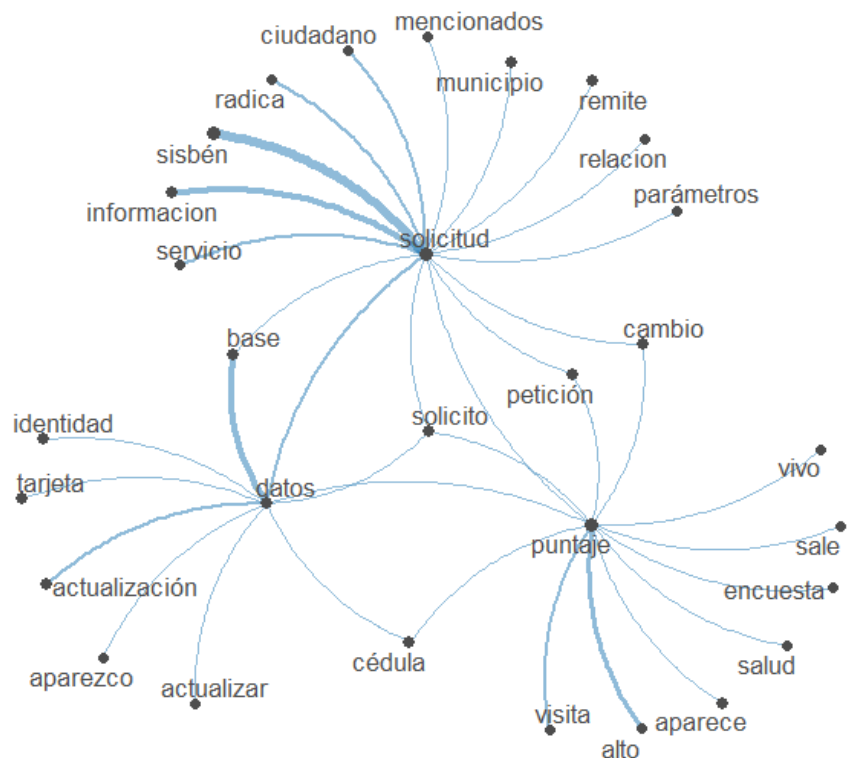 mencionados
ciudadano
municipio
radica
remite
sisbén
relacion
parámetros
informacion
solicitud
servicio
base
cambio
petición
solicito
identidad
vivo
tarjeta
datos
puntaje
sale
actualización
encuesta
cédula
salud
aparezco
actualizar
visita
aparece
alto